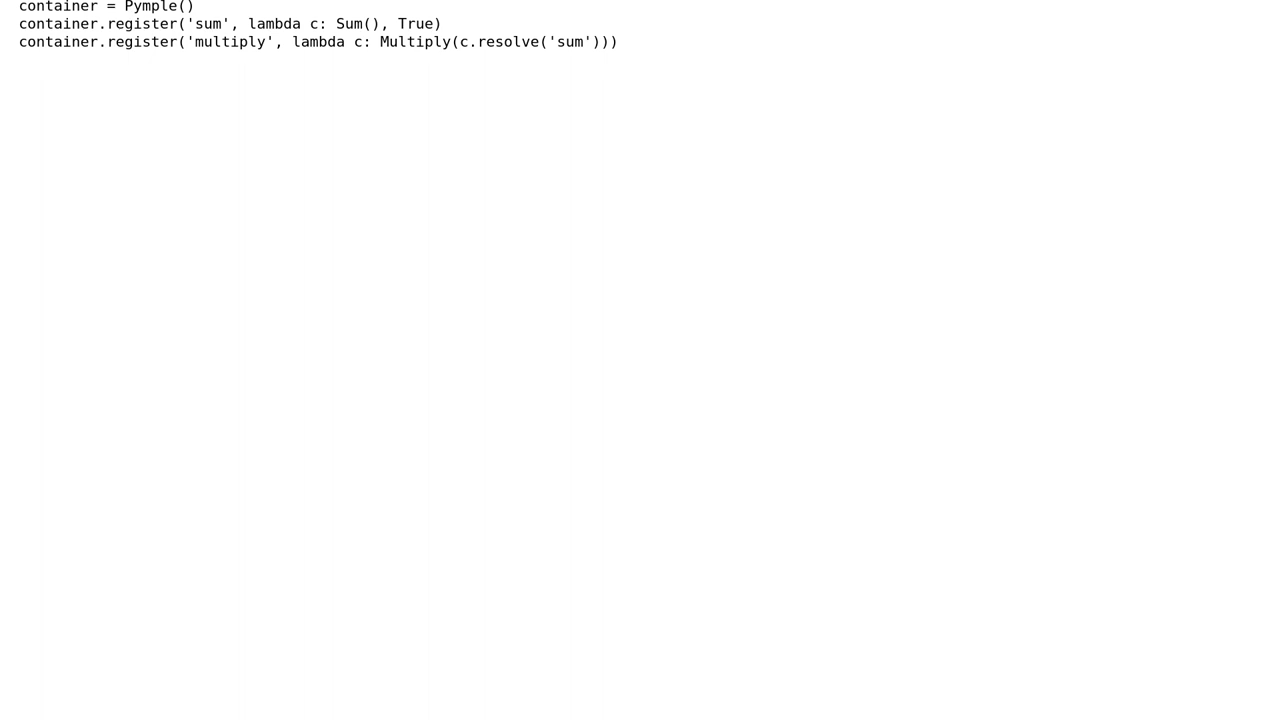 container = Pymple()
container.register('sum', lambda c: Sum(), True)
container.register('multiply', lambda c: Multiply(c.resolve('sum')))